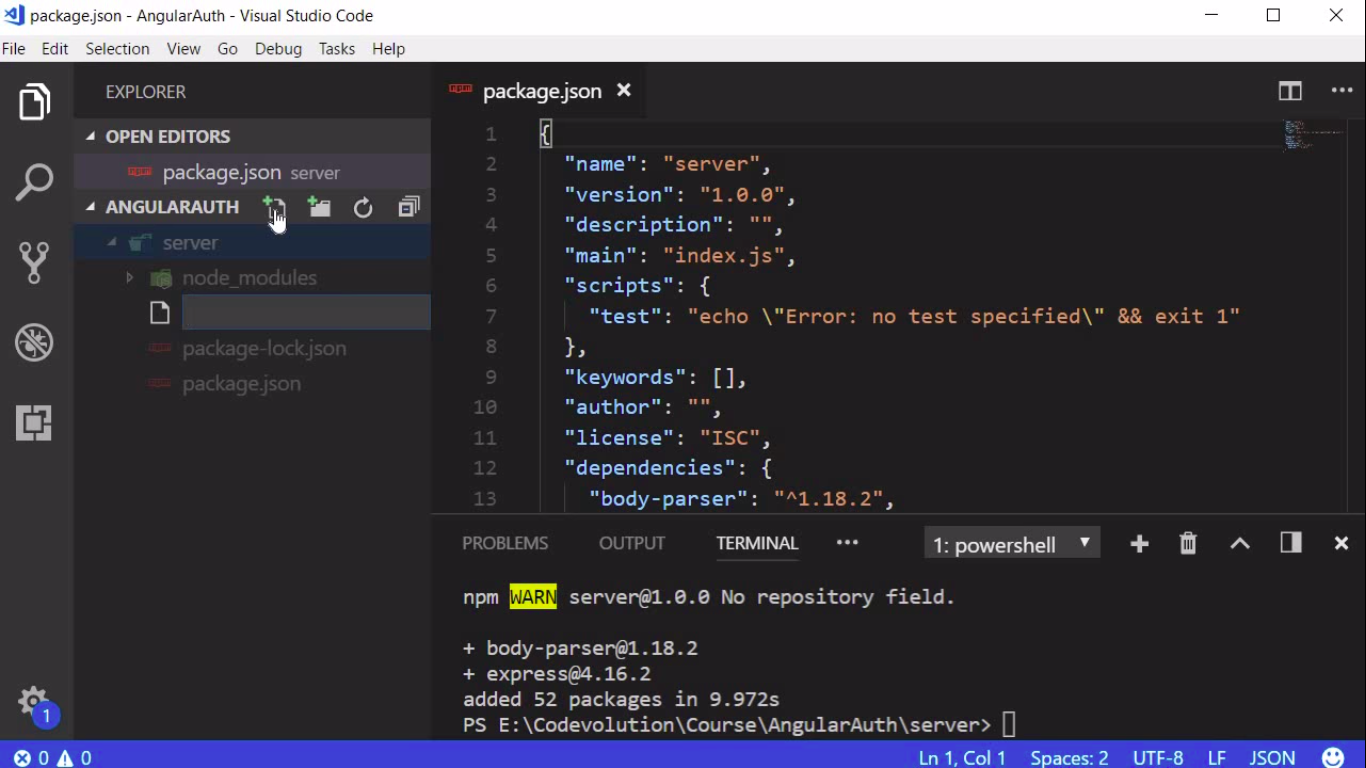 package.json - AngularAuth - Visual Studio Code
File Edit Selection View Go Debug Tasks Help
EXPLORER
OPEN EDITORS
package.json server
ANGULARAUTH
server
node_modules
package-lock.json
package.json
package.json
1 {
2 "name": "server",
3 "version": "1.0.0",
4 "description": "",
5 "main": "index.js",
6 "scripts": {
7 "test": "echo \"Error: no test specified\" && exit 1"
8 },
9 "keywords": [],
10 "author": "",
11 "license": "ISC",
12 "dependencies": {
13 "body-parser": "^1.18.2",
PROBLEMS OUTPUT TERMINAL 1: powershell
npm WARN server@1.0.0 No repository field.
+ body-parser@1.18.2
+ express@4.16.2
added 52 packages in 9.972s
PS E:\Codevolution\Course\AngularAuth\server>
1
0 0 Ln 1, Col 1 Spaces: 2 UTF-8 LF JSON